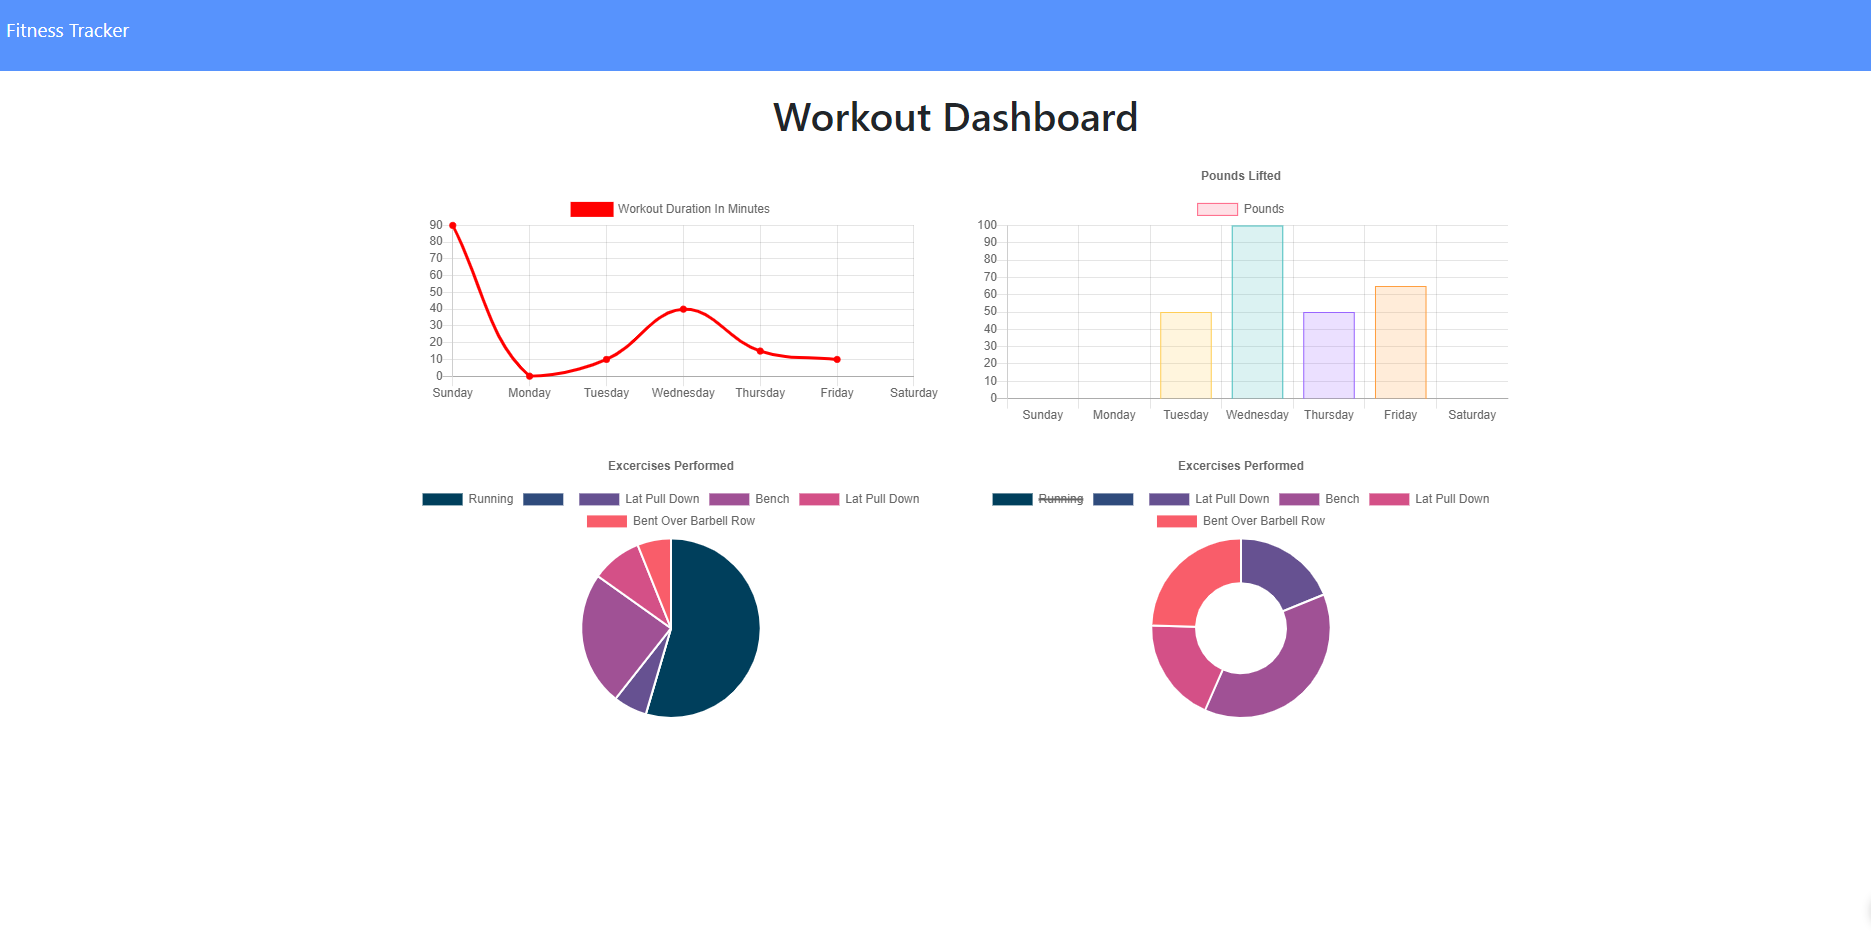 Fitness Tracker
Workout Dashboard
Workout Duration In Minutes
90
80
70
60
50
40
30
20
10
0
Sunday Monday Tuesday Wednesday Thursday Friday Saturday
Pounds Lifted
Pounds
100
90
80
70
60
50
40
30
20
10
0
Sunday Monday Tuesday Wednesday Thursday Friday Saturday
Excercises Performed
Running Lat Pull Down Bench Lat Pull Down
Bent Over Barbell Row
Excercises Performed
Running Lat Pull Down Bench Lat Pull Down
Bent Over Barbell Row